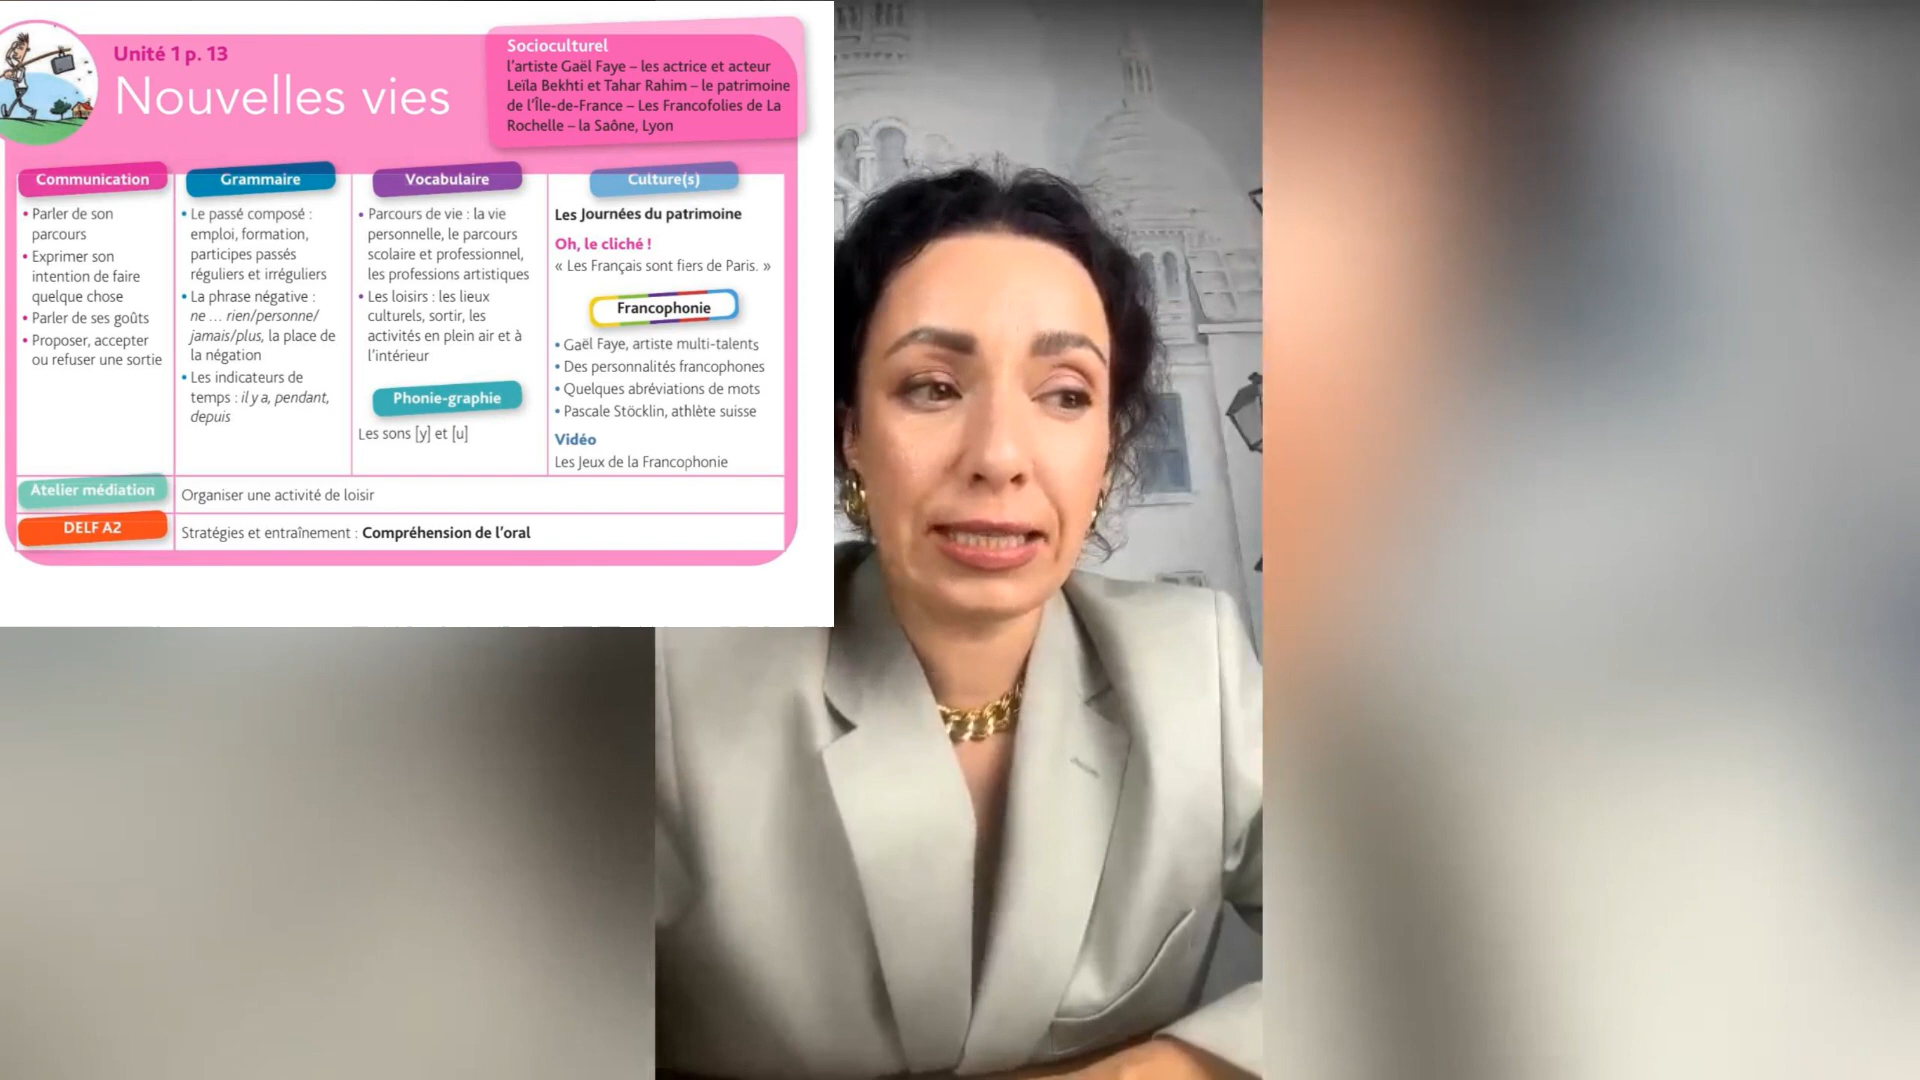 Unité 1 p. 13
Nouvelles vies
Socioculturel
l'artiste Gaël Faye – les actrice et acteur
Leïla Bekhti et Tahar Rahim – le patrimoine
de l'Île-de-France – Les Francofolies de La
Rochelle – la Saône, Lyon
Communication
• Parler de son
parcours
• Exprimer son
intention de faire
quelque chose
• Parler de ses goûts
• Proposer, accepter
ou refuser une sortie
Grammaire
• Le passé composé :
emploi, formation,
participes passés
réguliers et irréguliers
• La phrase négative :
ne ... rien/personne/
jamais/plus, la place de
la négation
• Les indicateurs de
temps : il y a, pendant,
depuis
Vocabulaire
• Parcours de vie : la vie
personnelle, le parcours
scolaire et professionnel,
les professions artistiques
• Les loisirs : les lieux
culturels, sortir, les
activités en plein air et à
l'intérieur
Phonie-graphie
Les sons [y] et [u]
Culture(s)
Les Journées du patrimoine
Oh, le cliché !
« Les Français sont fiers de Paris. »
Francophonie
• Gaël Faye, artiste multi-talents
• Des personnalités francophones
• Quelques abréviations de mots
• Pascale Stöcklin, athlète suisse
Vidéo
Les Jeux de la Francophonie
Atelier médiation
Organiser une activité de loisir
DELF A2
Stratégies et entraînement : Compréhension de l'oral